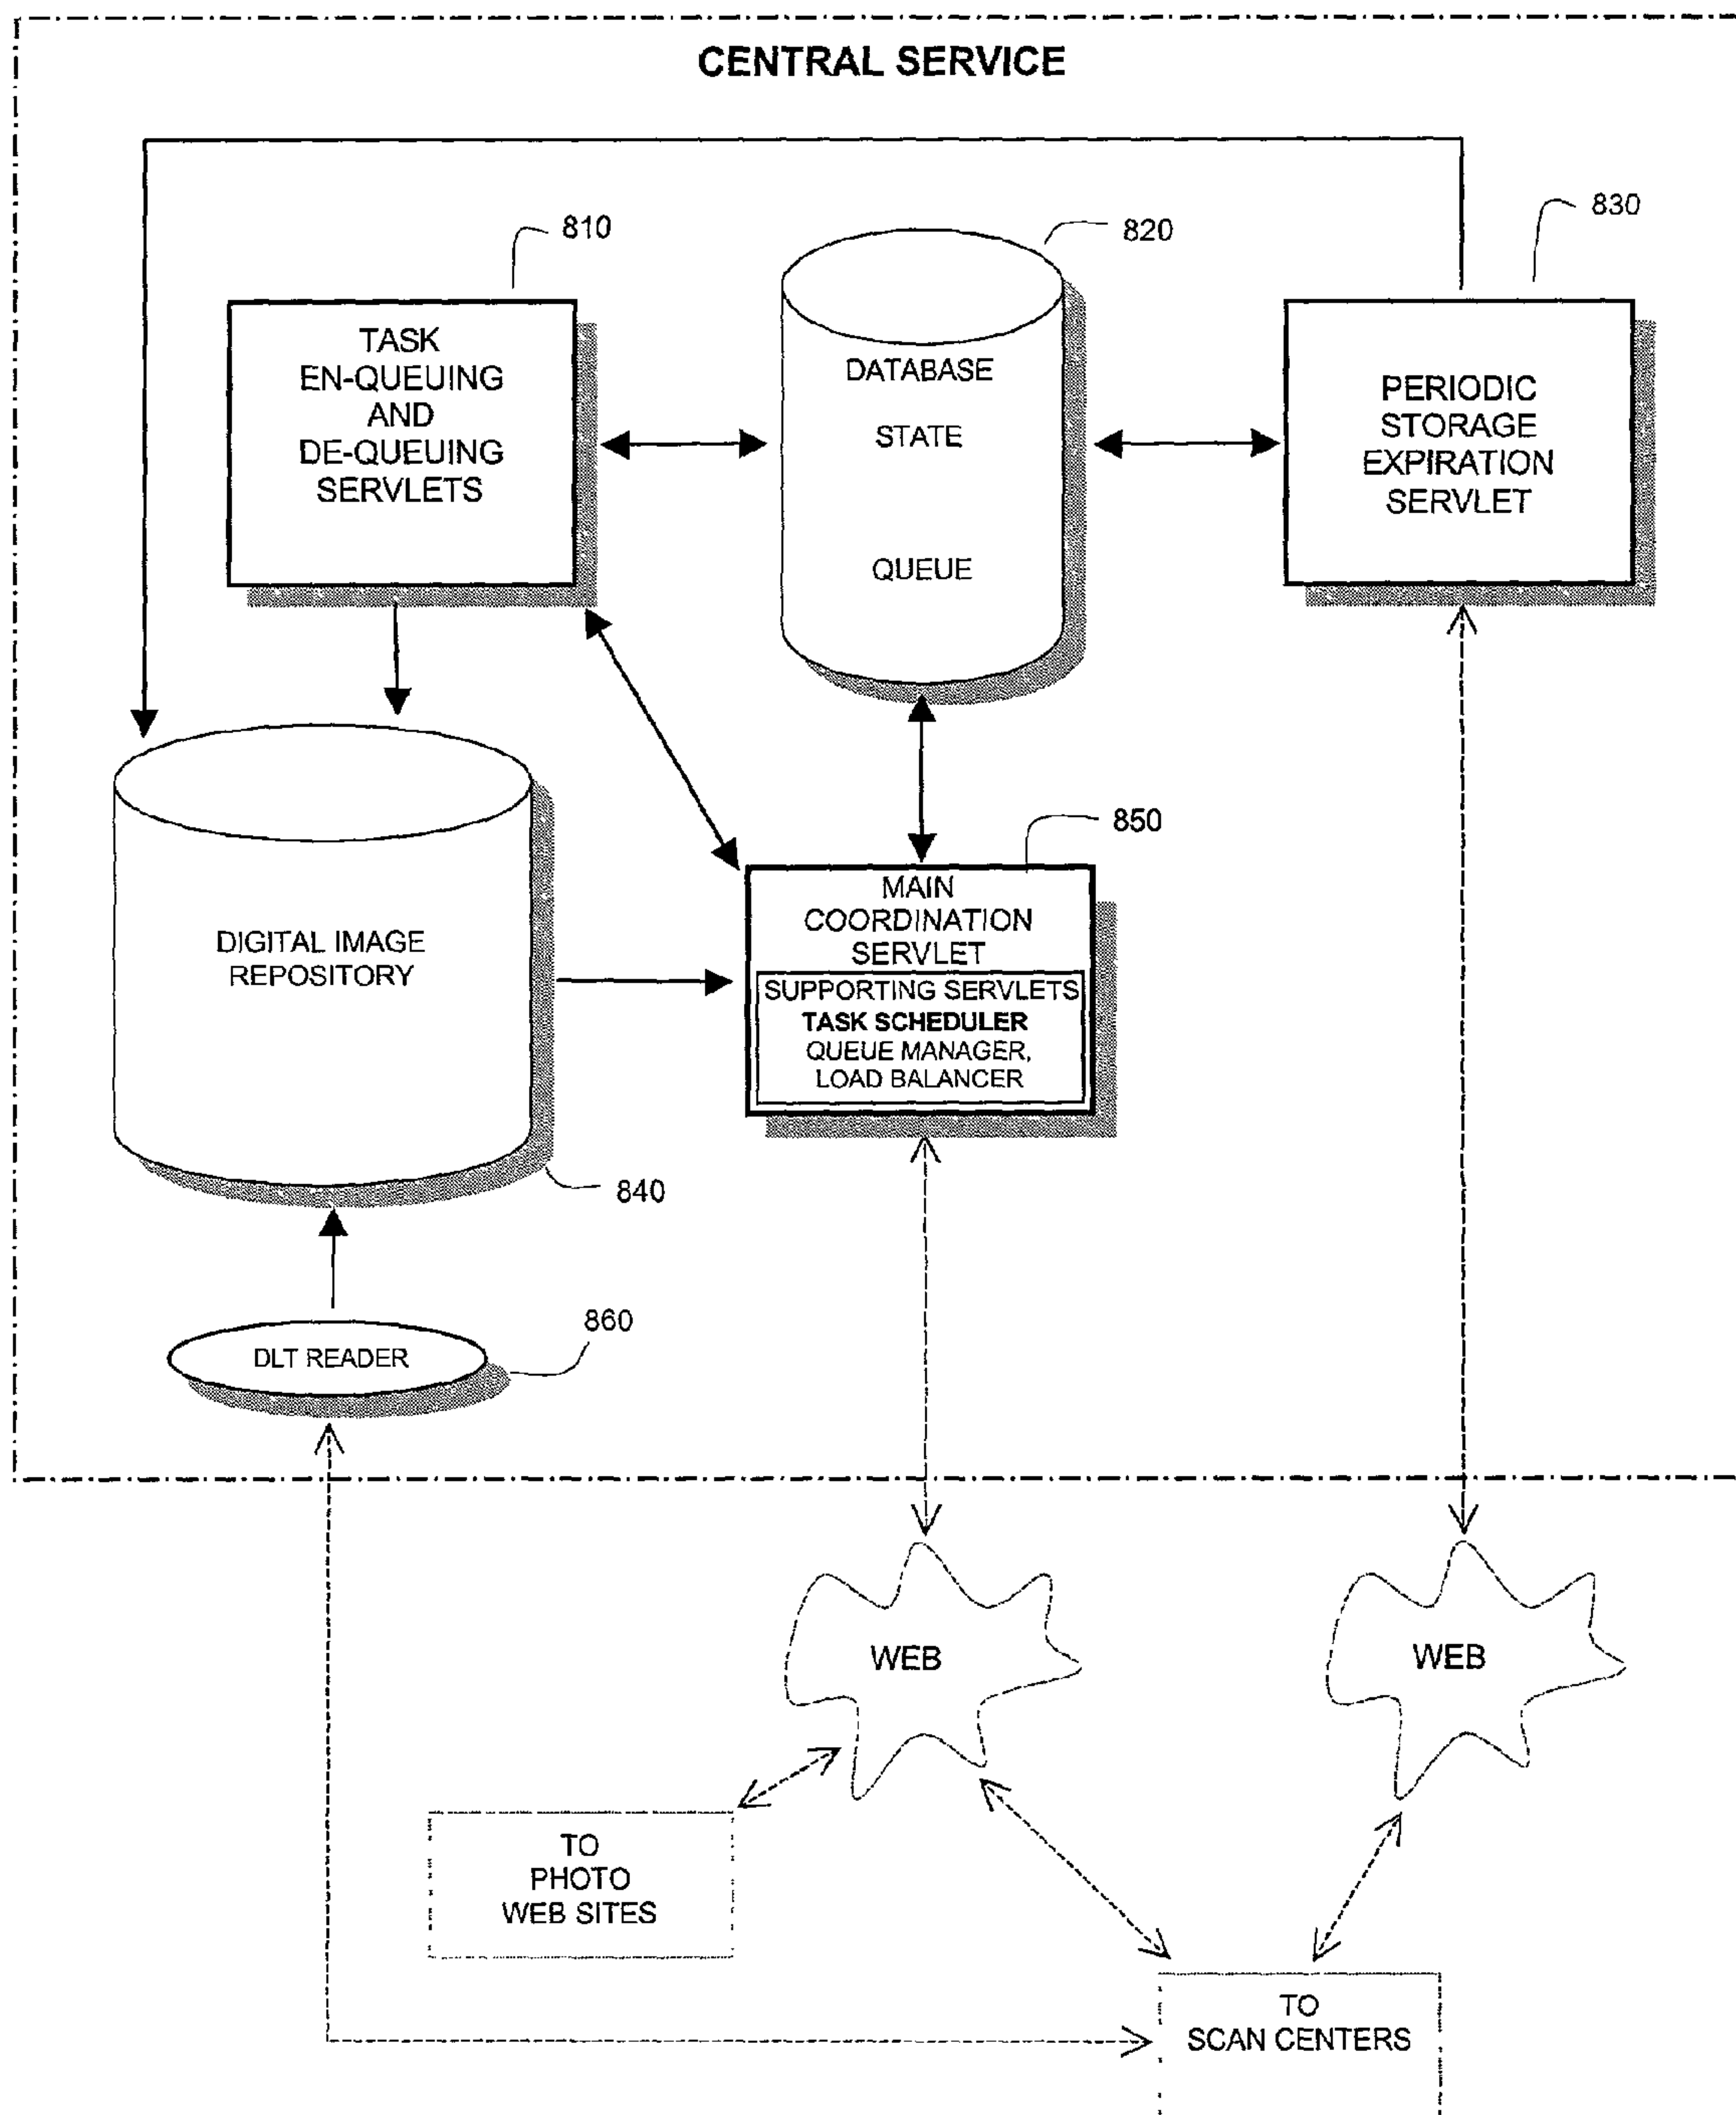 CENTRAL SERVICE
810
820
830
TASK
EN-QUEUING
AND
DE-QUEUING
SERVLETS
DATABASE
STATE
QUEUE
PERIODIC
STORAGE
EXPIRATION
SERVLET
850
MAIN
COORDINATION
SERVLET
SUPPORTING SERVLETS
TASK SCHEDULER
QUEUE MANAGER,
LOAD BALANCER
DIGITAL IMAGE
REPOSITORY
840
860
DLT READER
WEB
WEB
TO
PHOTO
WEB SITES
TO
SCAN CENTERS